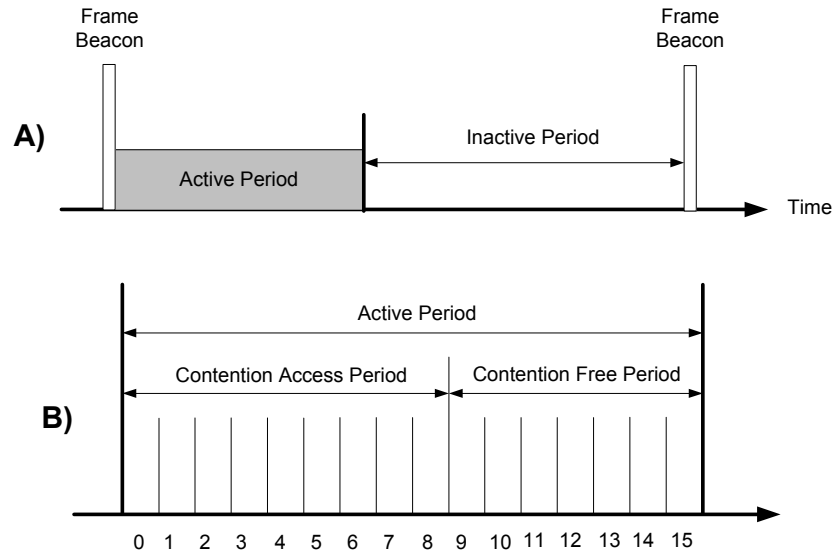 Frame
Beacon
Frame
Beacon
A)
Inactive Period
Active Period
Time
Active Period
Contention Access Period
Contention Free Period
B)
0 1 2 3 4 5 6 7 8 9 10 11 12 13 14 15